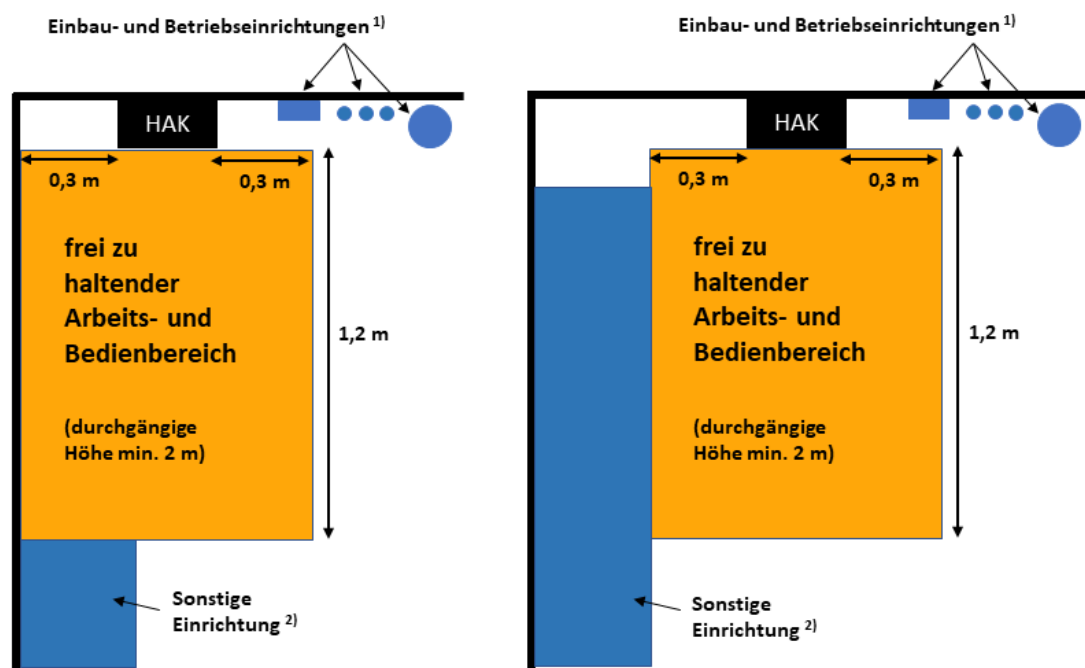 Einbau- und Betriebseinrichtungen 1)
HAK
0,3 m
0,3 m
frei zu
haltender
Arbeits- und
Bedienbereich
(durchgängige
Höhe min. 2 m)
1,2 m
Sonstige
Einrichtung 2)
Einbau- und Betriebseinrichtungen 1)
HAK
0,3 m
0,3 m
frei zu
haltender
Arbeits- und
Bedienbereich
(durchgängige
Höhe min. 2 m)
1,2 m
Sonstige
Einrichtung 2)